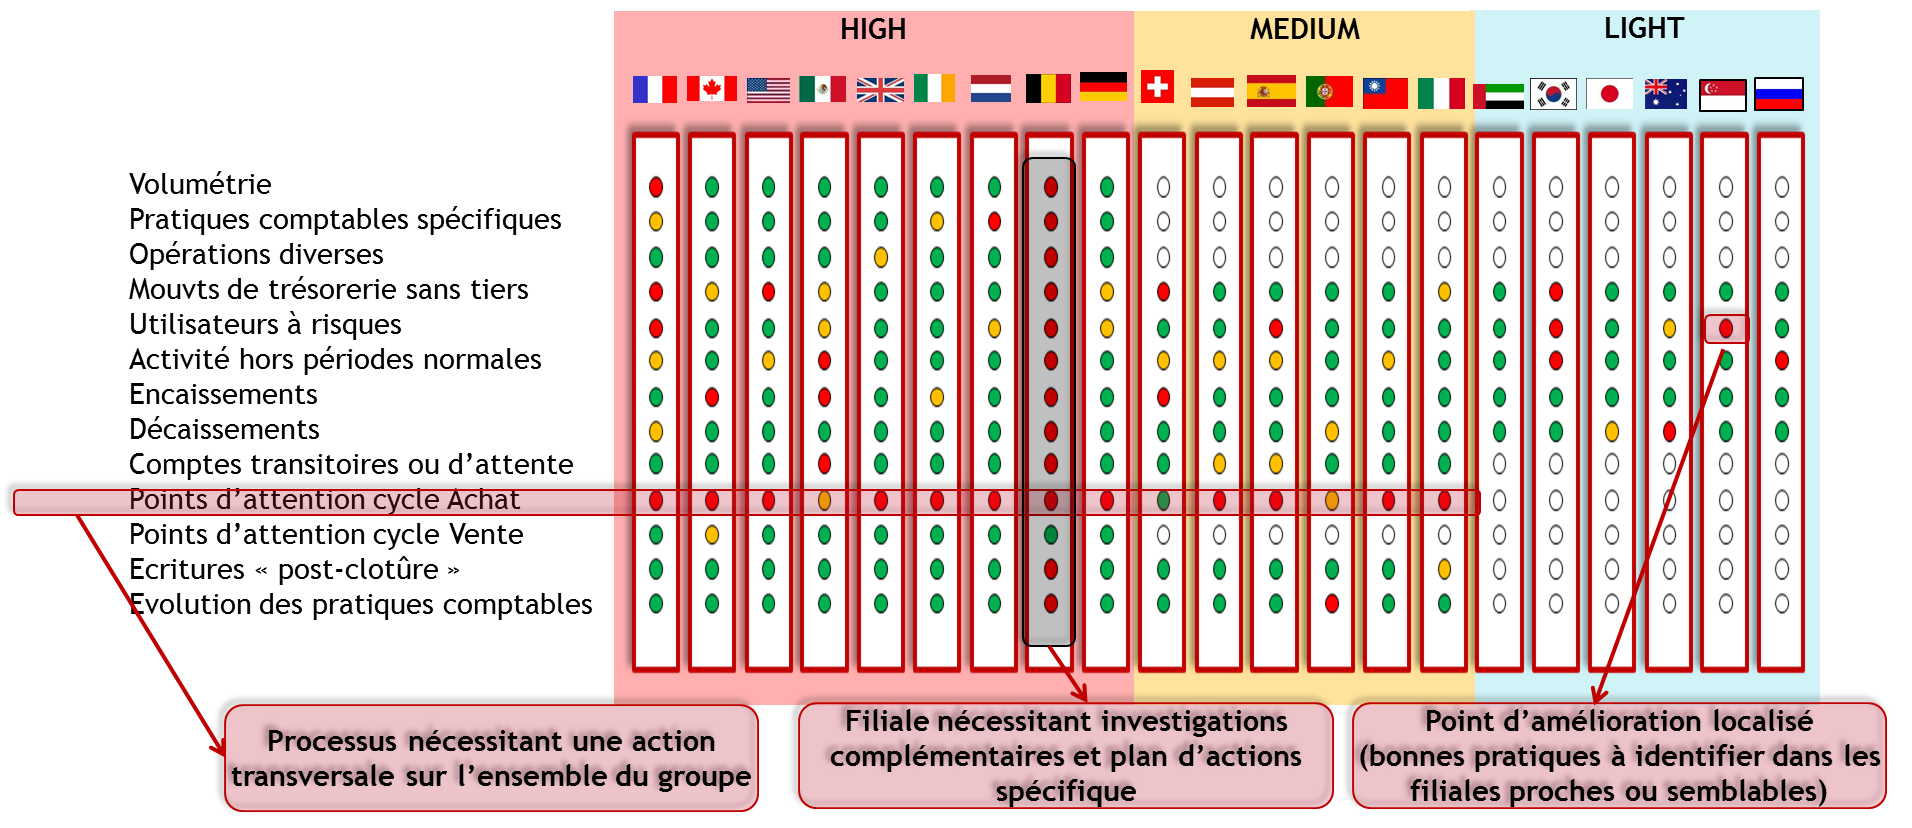 HIGH
MEDIUM
LIGHT
Volumétrie
Pratiques comptables spécifiques
Opérations diverses
Mouvts de trésorerie sans tiers
Utilisateurs à risques
Activité hors périodes normales
Encaissements
Décaissements
Comptes transitoires ou d’attente
Points d’attention cycle Achat
Points d’attention cycle Vente
Ecritures « post-clotûre »
Evolution des pratiques comptables
Processus nécessitant une action
transversale sur l’ensemble du groupe
Filiale nécessitant investigations
complémentaires et plan d’actions
spécifique
Point d’amélioration localisé
(bonnes pratiques à identifier dans les
filiales proches ou semblables)